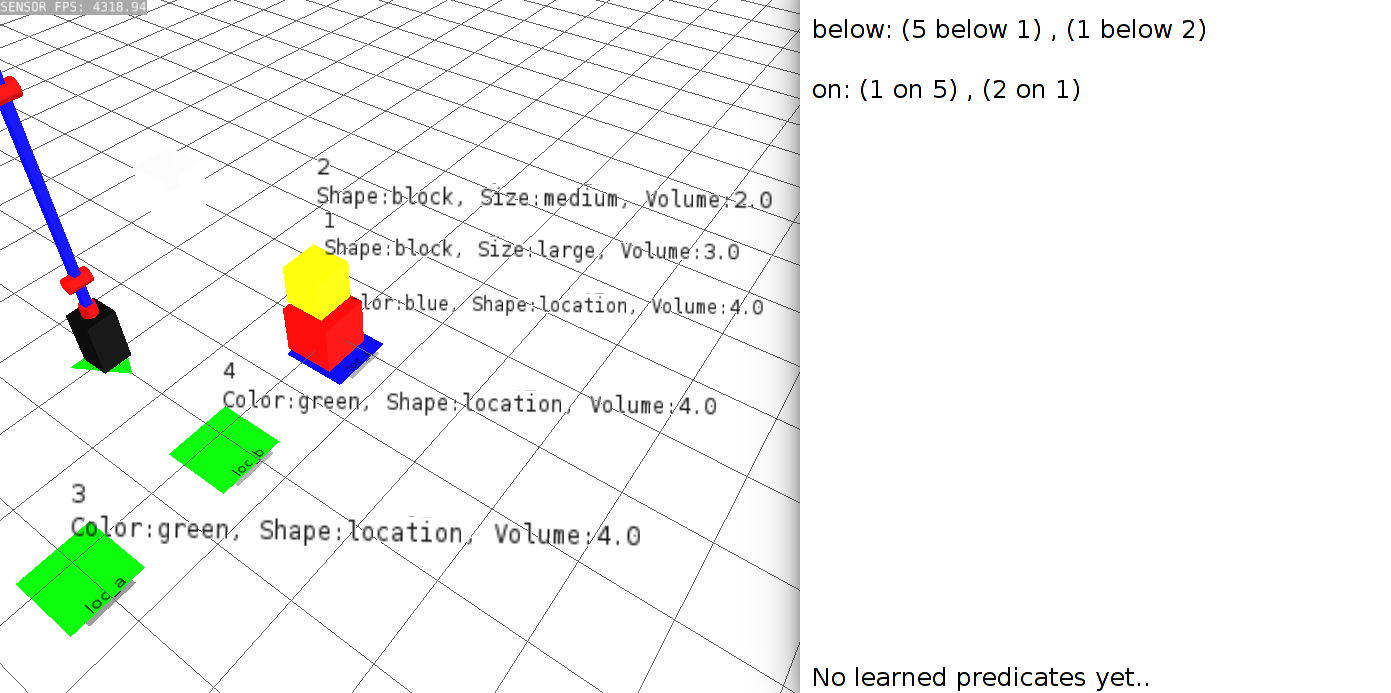 SENSOR FPS: 4318.94
below: (5 below 1) , (1 below 2)
on: (1 on 5) , (2 on 1)
2
Shape:block, Size:medium, Volume:2.0
1
Shape:block, Size:large, Volume:3.0
lor:blue, Shape:location, Volume:4.0
4
Color:green, Shape:location, Volume:4.0
loc_b
3
Color:green, Shape:location, Volume:4.0
loc_a
No learned predicates yet..